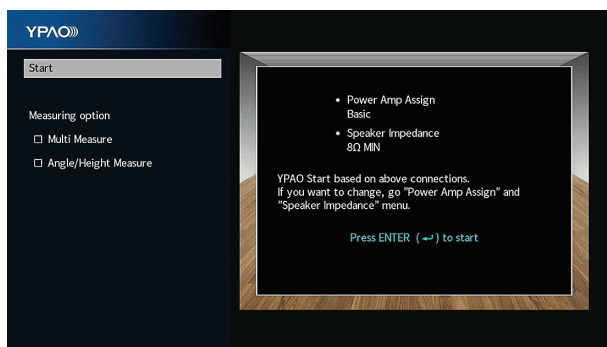 YPAO
Start
Measuring option
Multi Measure
Angle/Height Measure
• Power Amp Assign
Basic
• Speaker Impedance
8Ω MIN
YPAO Start based on above connections.
If you want to change, go "Power Amp Assign" and
"Speaker Impedance" menu.
Press ENTER (↵) to start